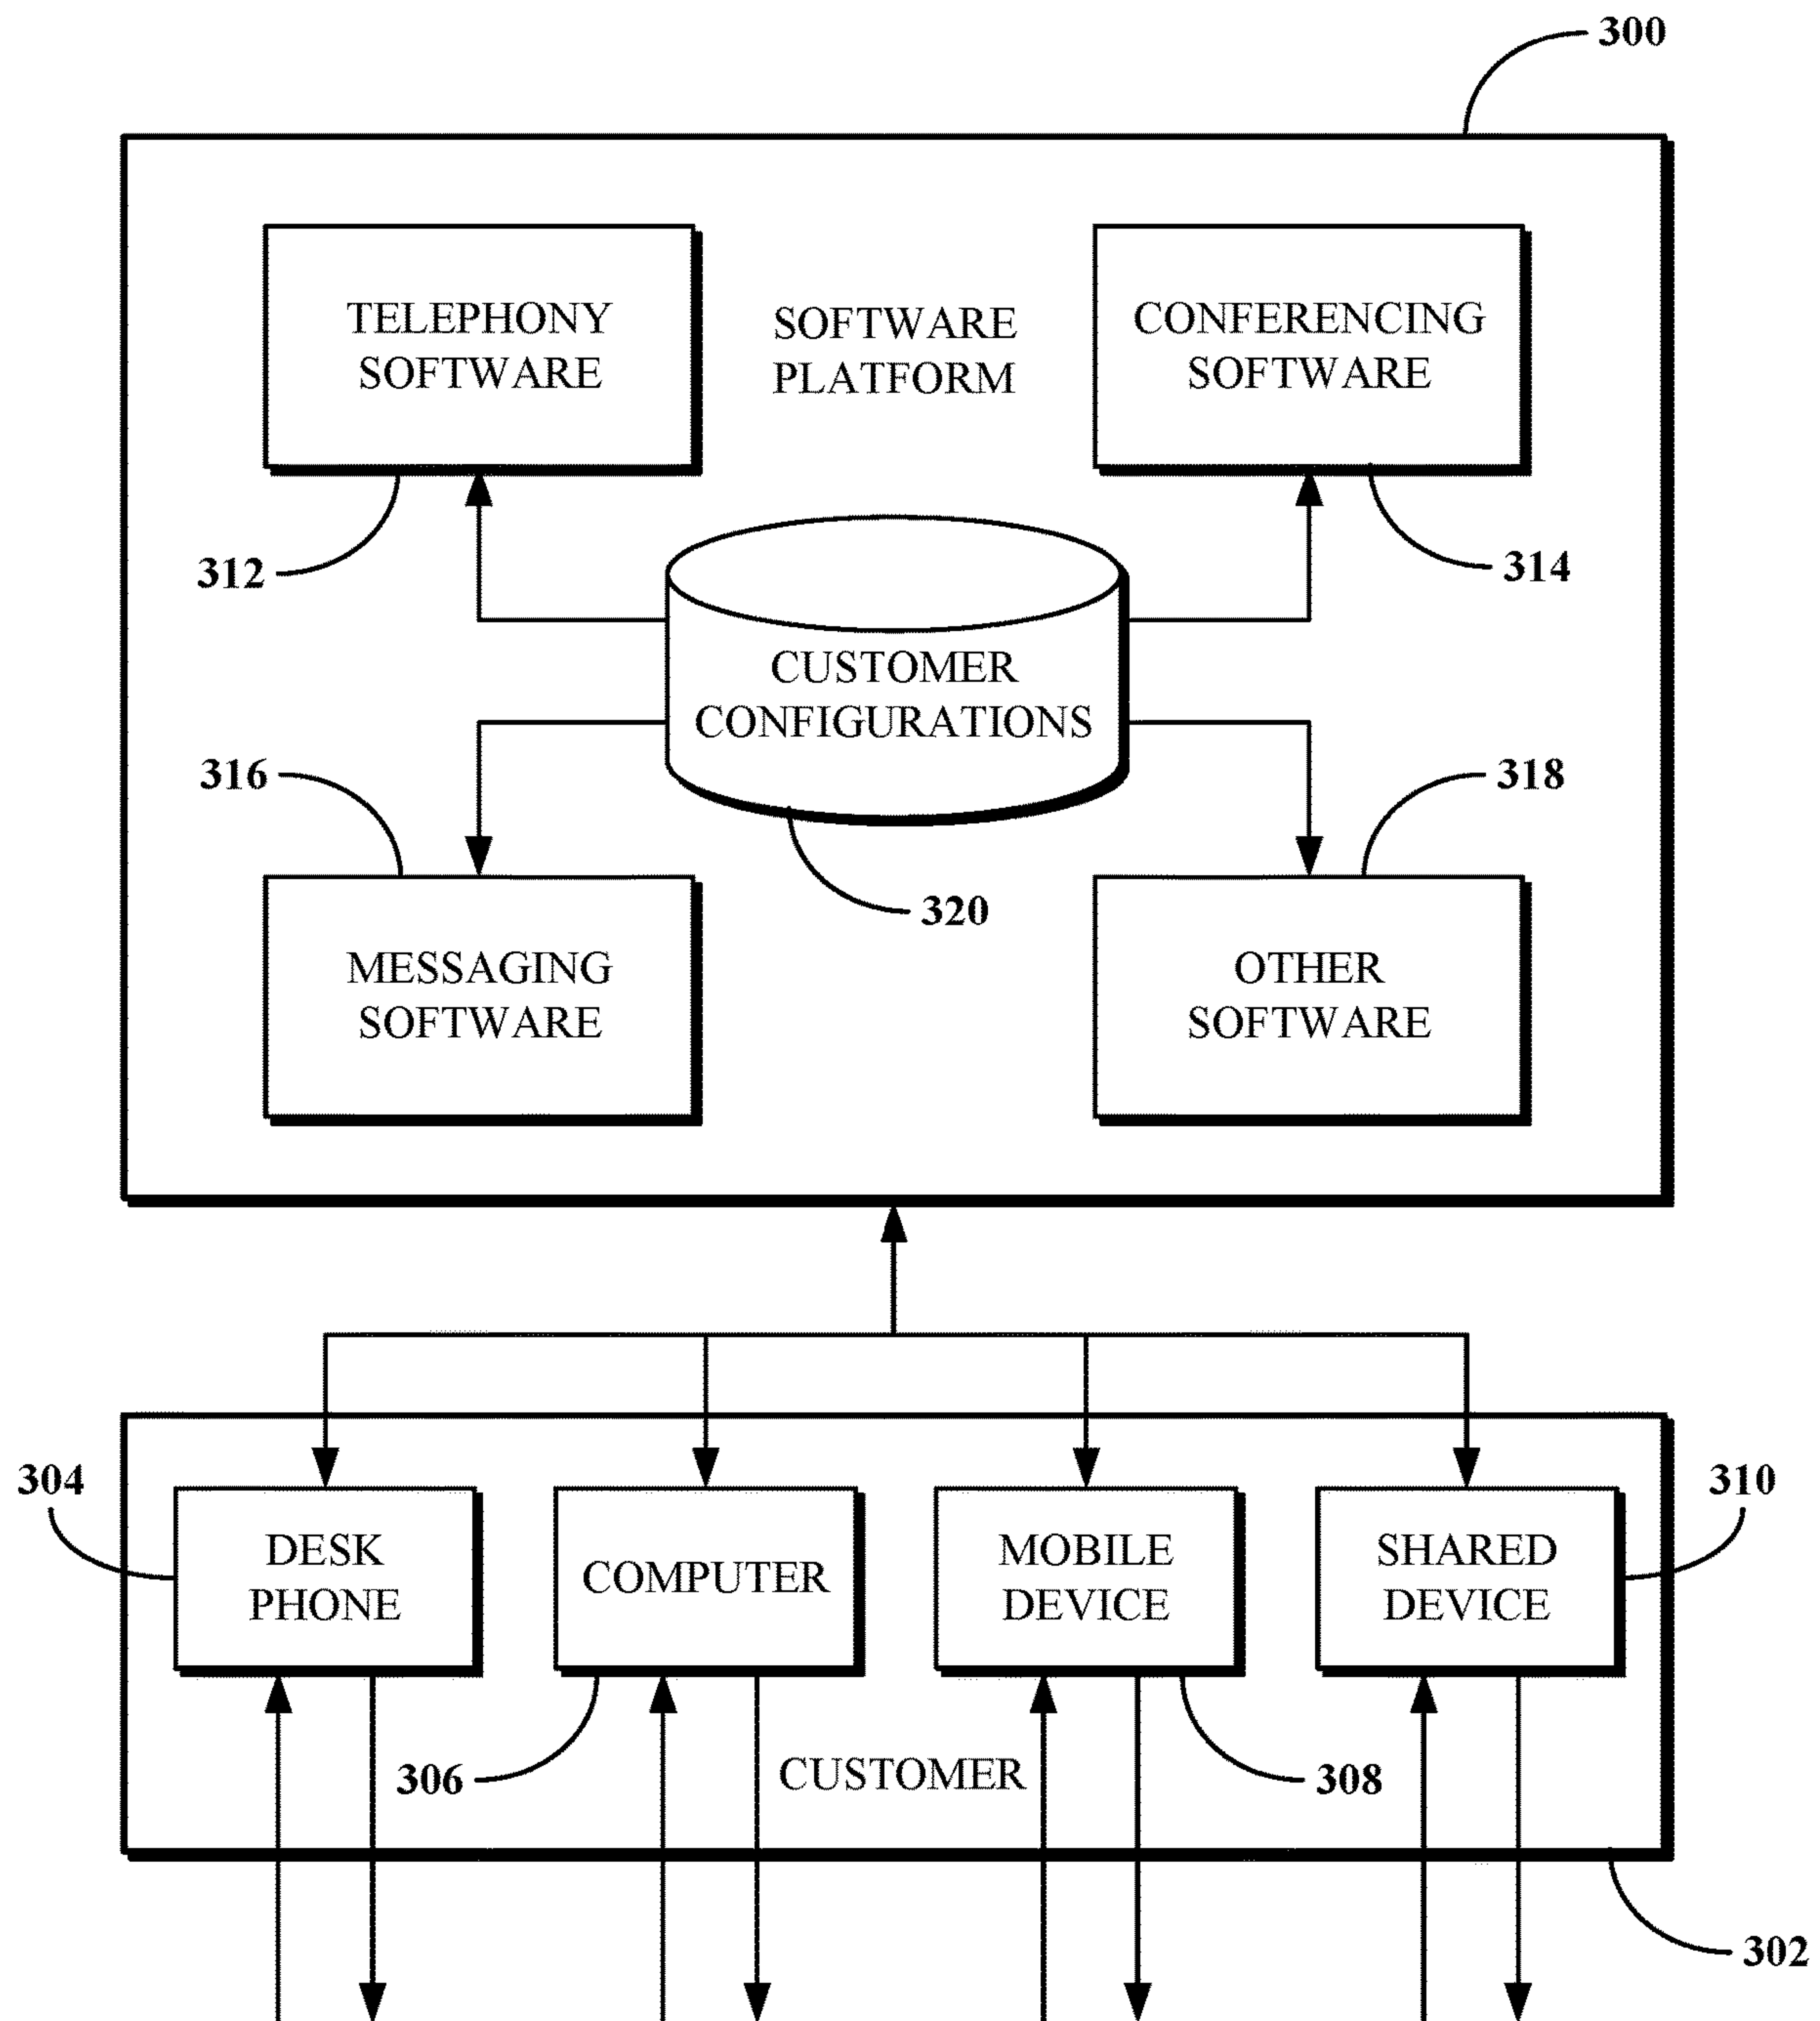 300
TELEPHONY
SOFTWARE
SOFTWARE
PLATFORM
CONFERENCING
SOFTWARE
312
314
CUSTOMER
CONFIGURATIONS
316
318
320
MESSAGING
SOFTWARE
OTHER
SOFTWARE
304
310
DESK
PHONE
COMPUTER
MOBILE
DEVICE
SHARED
DEVICE
306
CUSTOMER
308
302